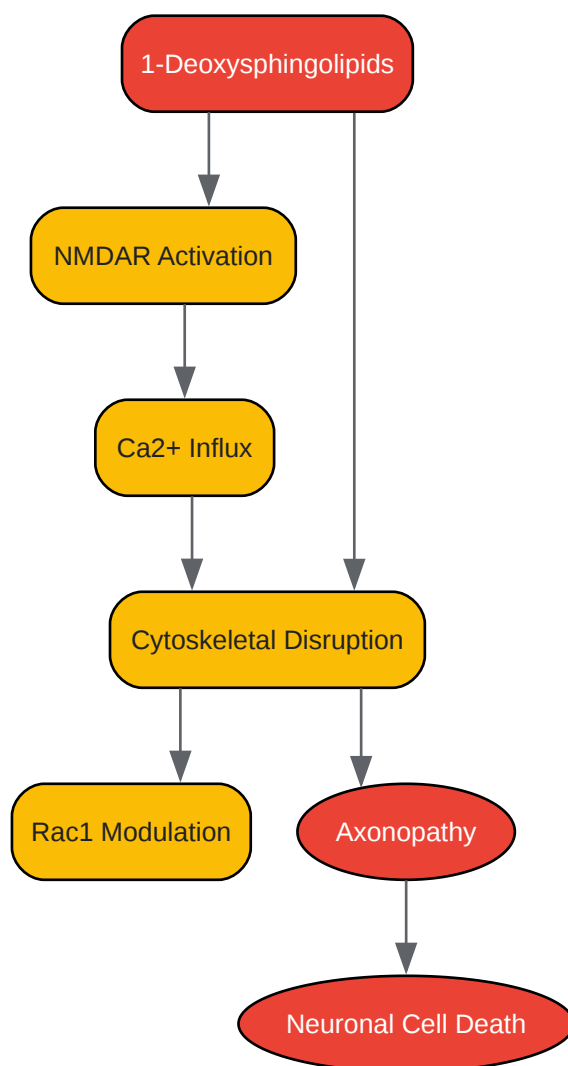 1-Deoxysphingolipids
NMDAR Activation
Ca2+ Influx
Cytoskeletal Disruption
Rac1 Modulation
Axonopathy
Neuronal Cell Death